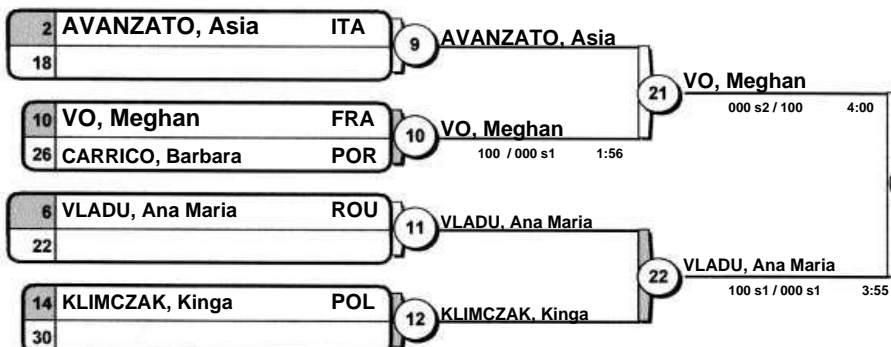 2 AVANZATO, Asia ITA
18
9 AVANZATO, Asia
10 VO, Meghan FRA
26 CARRICO, Barbara POR
10 VO, Meghan
100 / 000 s1 1:56
21 VO, Meghan
000 s2 / 100 4:00
6 VLADU, Ana Maria ROU
22
11 VLADU, Ana Maria
14 KLIMCZAK, Kinga POL
30
12 KLIMCZAK, Kinga
22 VLADU, Ana Maria
100 s1 / 000 s1 3:55